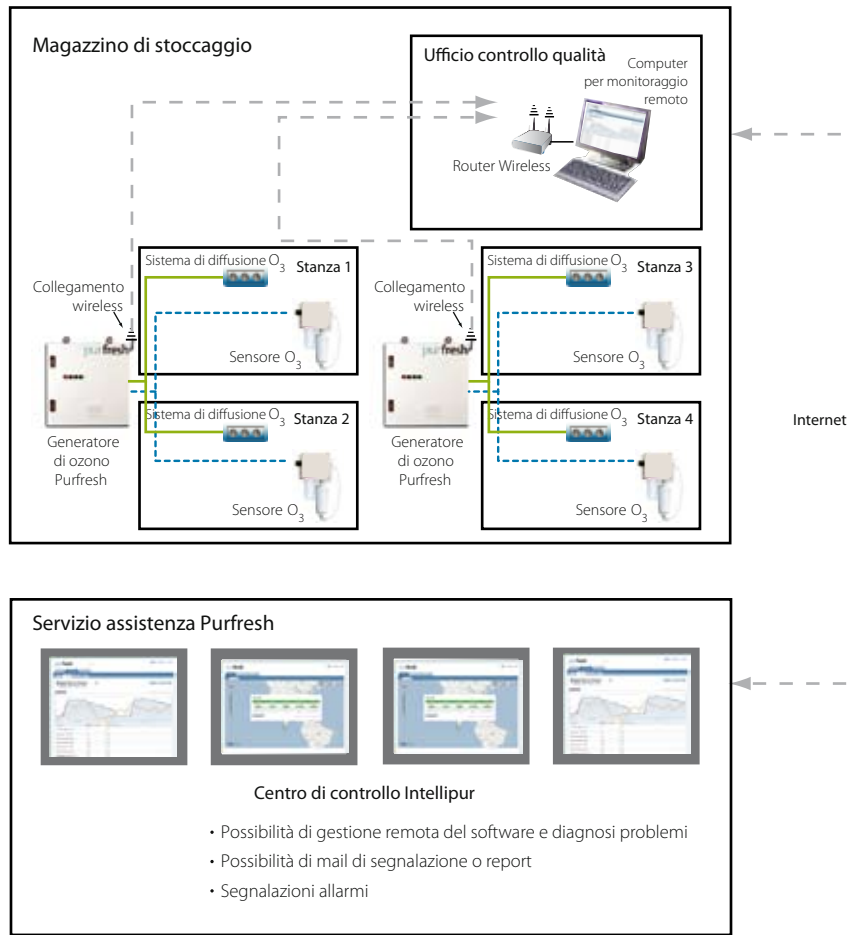 Magazzino di stoccaggio
Ufficio controllo qualità
Computer
per monitoraggio
remoto
Router Wireless
Sistema di diffusione O3
Stanza 1
Collegamento
wireless
purfresh
Sensore O3
Generatore
di ozono
Purfresh
Sistema di diffusione O3
Stanza 2
Sensore O3
Sistema di diffusione O3
Stanza 3
Collegamento
wireless
purfresh
Sensore O3
Generatore
di ozono
Purfresh
Sistema di diffusione O3
Stanza 4
Sensore O3
Internet
Servizio assistenza Purfresh
Centro di controllo Intellipur
• Possibilità di gestione remota del software e diagnosi problemi
• Possibilità di mail di segnalazione o report
• Segnalazioni allarmi